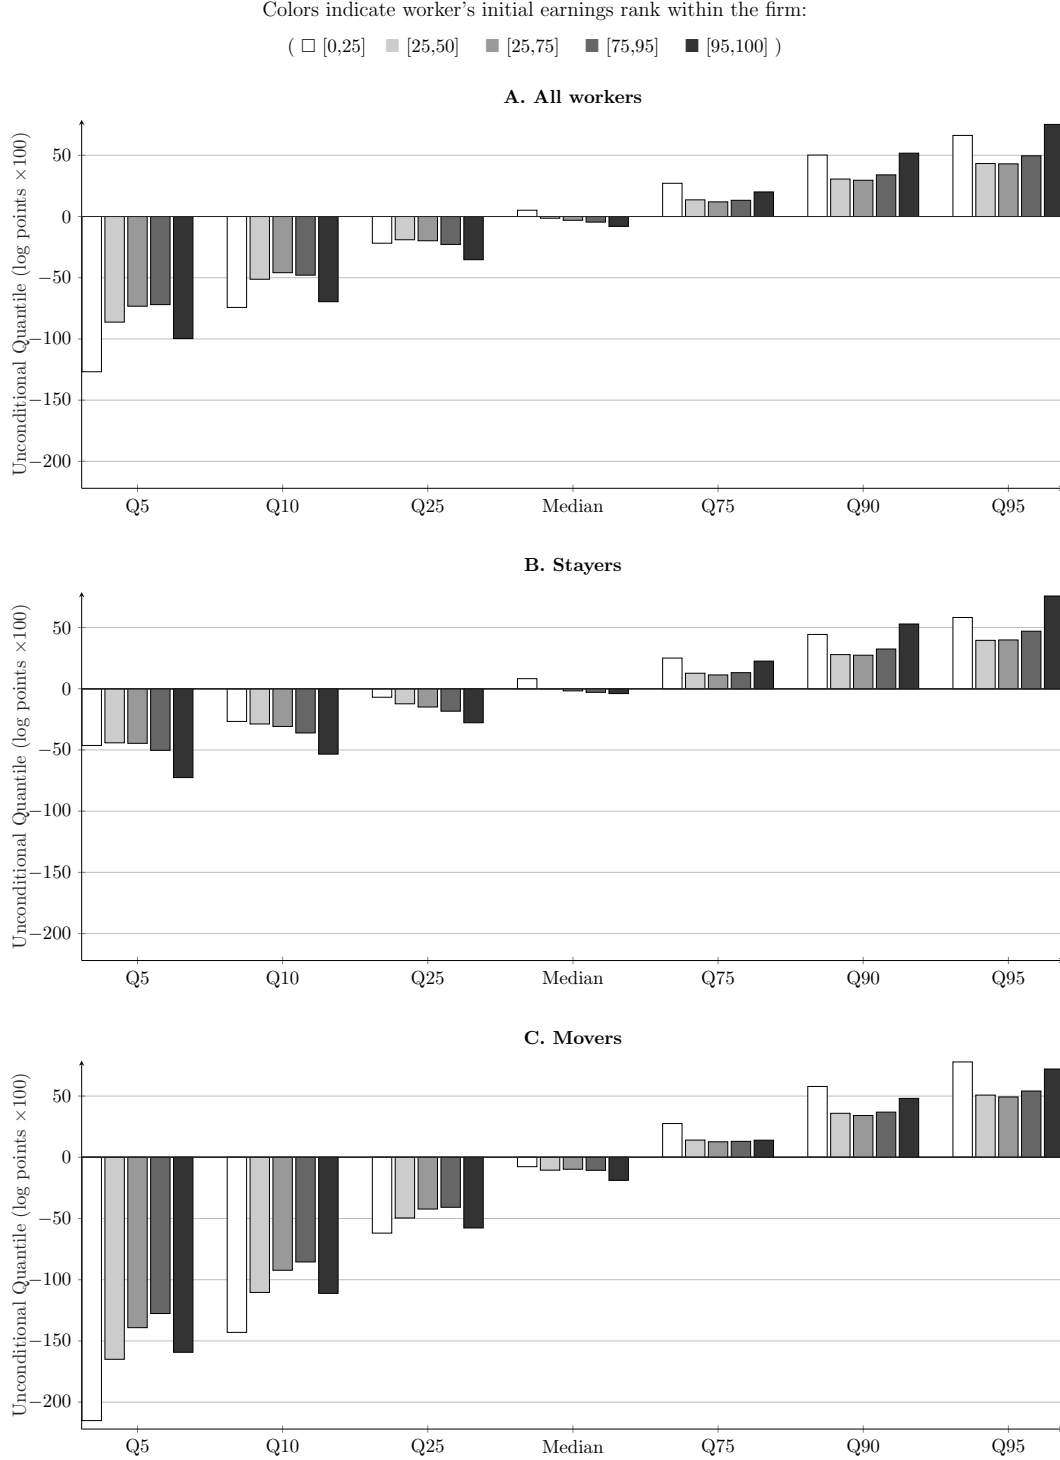 Colors indicate worker's initial earnings rank within the firm:
( [0,25] [25,50] [25,75] [75,95] [95,100] )
A. All workers
Unconditional Quantile (log points ×100)
50
0
−50
−100
−150
−200
Q5 Q10 Q25 Median Q75 Q90 Q95
B. Stayers
Unconditional Quantile (log points ×100)
50
0
−50
−100
−150
−200
Q5 Q10 Q25 Median Q75 Q90 Q95
C. Movers
Unconditional Quantile (log points ×100)
50
0
−50
−100
−150
−200
Q5 Q10 Q25 Median Q75 Q90 Q95